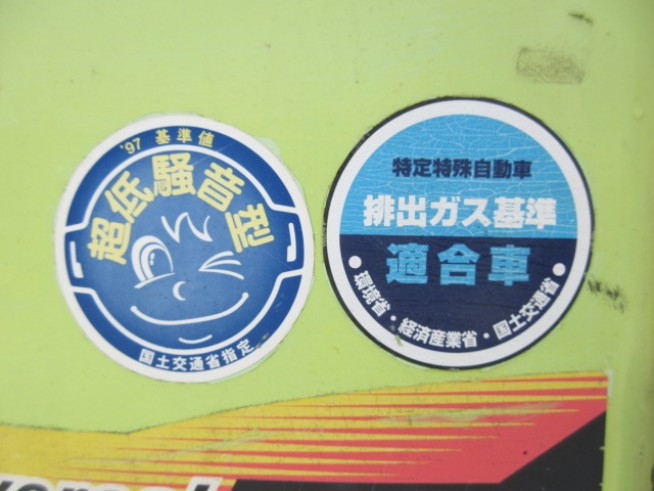 '97 基準値
超低騒音型
国土交通省指定
特定特殊自動車
排出ガス基準
適合車
・環境省・経済産業省・国土交通省・